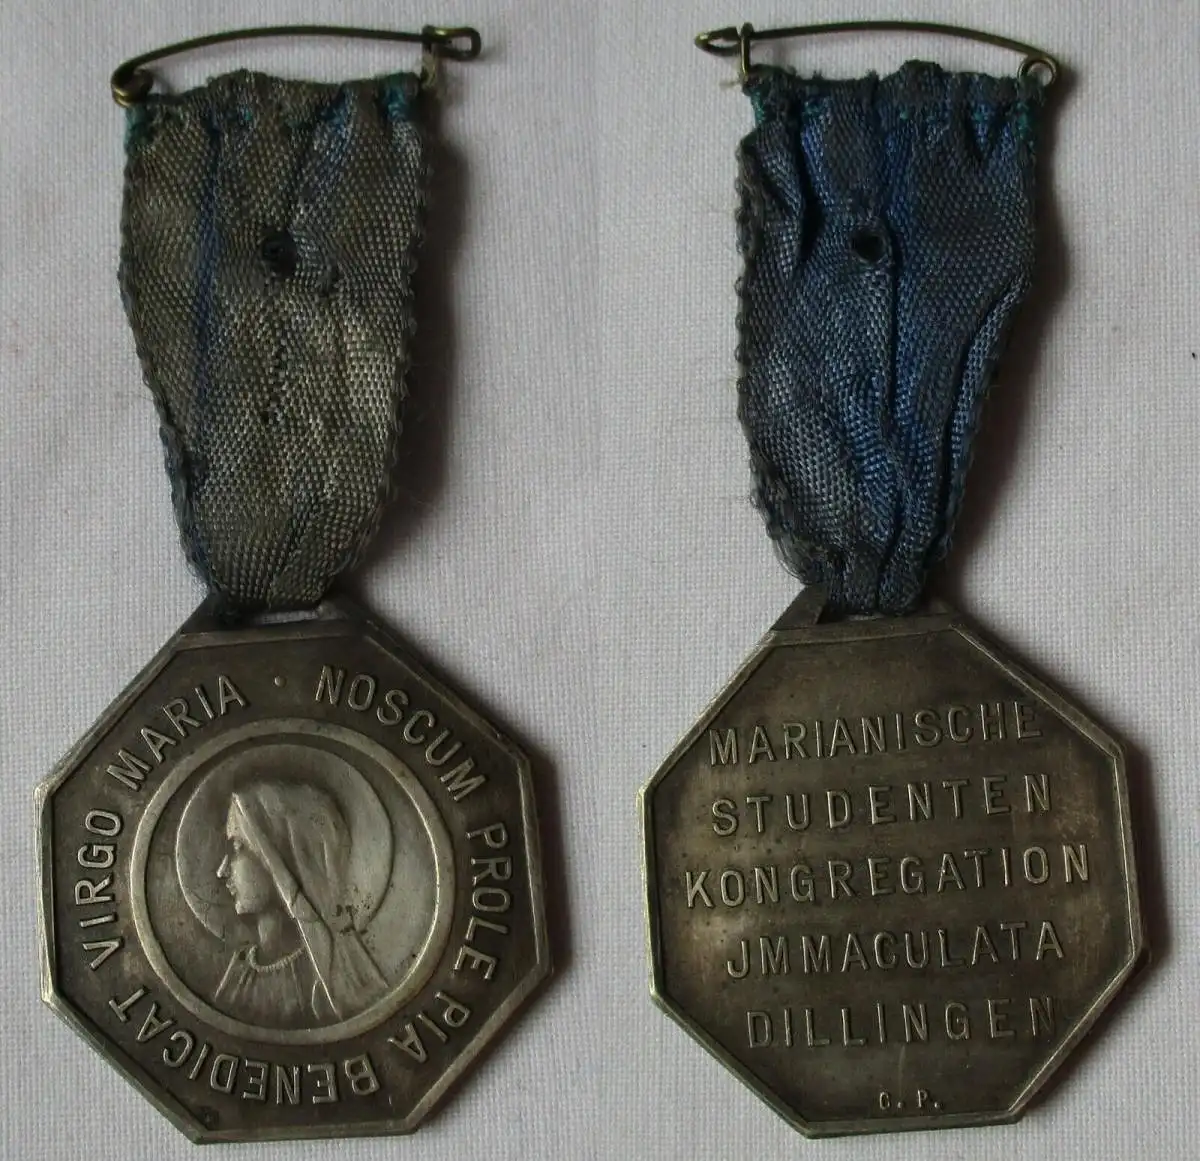 NOSCUM PROLE PIA BENEDICAT VIRGO MARIA ·
MARIANISCHE
STUDENTEN
KONGREGATION
JMMACULATA
DILLINGEN
C. P.